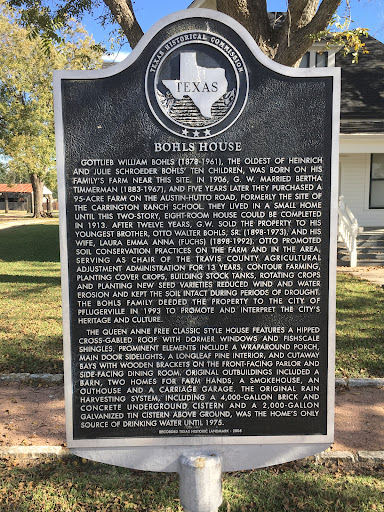 TEXAS HISTORICAL COMMISSION
TEXAS
BOHLS HOUSE
GOTTLIEB WILLIAM BOHLS (1878-1961), THE OLDEST OF HEINRICH
AND JULIE SCHROEDER BOHLS' TEN CHILDREN, WAS BORN ON HIS
FAMILY'S FARM NEAR THIS SITE. IN 1906, G. W. MARRIED BERTHA
TIMMERMAN (1883-1967), AND FIVE YEARS LATER THEY PURCHASED A
95-ACRE FARM ON THE AUSTIN-HUTTO ROAD, FORMERLY THE SITE OF
THE CARRINGTON RANCH SCHOOL. THEY LIVED IN A SMALL HOME
UNTIL THIS TWO-STORY, EIGHT-ROOM HOUSE COULD BE COMPLETED
IN 1913. AFTER TWELVE YEARS, G.W. SOLD THE PROPERTY TO HIS
YOUNGEST BROTHER, OTTO WALTER BOHLS, SR. (1898-1973), AND HIS
WIFE, LAURA EMMA ANNA (FUCHS) (1898-1992). OTTO PROMOTED
SOIL CONSERVATION PRACTICES ON THE FARM AND IN THE AREA,
SERVING AS CHAIR OF THE TRAVIS COUNTY AGRICULTURAL
ADJUSTMENT ADMINISTRATION FOR 13 YEARS. CONTOUR FARMING,
PLANTING COVER CROPS, BUILDING STOCK TANKS, ROTATING CROPS
AND PLANTING NEW SEED VARIETIES REDUCED WIND AND WATER
EROSION AND KEPT THE SOIL INTACT DURING PERIODS OF DROUGHT.
THE BOHLS FAMILY DEEDED THE PROPERTY TO THE CITY OF
PFLUGERVILLE IN 1993 TO PROMOTE AND INTERPRET THE CITY'S
HERITAGE AND CULTURE.
THE QUEEN ANNE FREE CLASSIC STYLE HOUSE FEATURES A HIPPED
CROSS-GABLED ROOF WITH DORMER WINDOWS AND FISHSCALE
SHINGLES. PROMINENT ELEMENTS INCLUDE A WRAPAROUND PORCH,
MAIN DOOR SIDELIGHTS, A LONGLEAF PINE INTERIOR, AND CUTAWAY
BAYS WITH WOODEN BRACKETS ON THE FRONT-FACING PARLOR AND
SIDE-FACING DINING ROOM. ORIGINAL OUTBUILDINGS INCLUDED A
BARN, TWO HOMES FOR FARM HANDS, A SMOKEHOUSE, AN
OUTHOUSE AND A CARRIAGE GARAGE. THE ORIGINAL RAIN
HARVESTING SYSTEM, INCLUDING A 4,000-GALLON BRICK AND
CONCRETE UNDERGROUND CISTERN AND A 2,000-GALLON
GALVANIZED TIN CISTERN ABOVE GROUND, WAS THE HOME'S ONLY
SOURCE OF DRINKING WATER UNTIL 1975.
RECORDED TEXAS HISTORIC LANDMARK - 2008